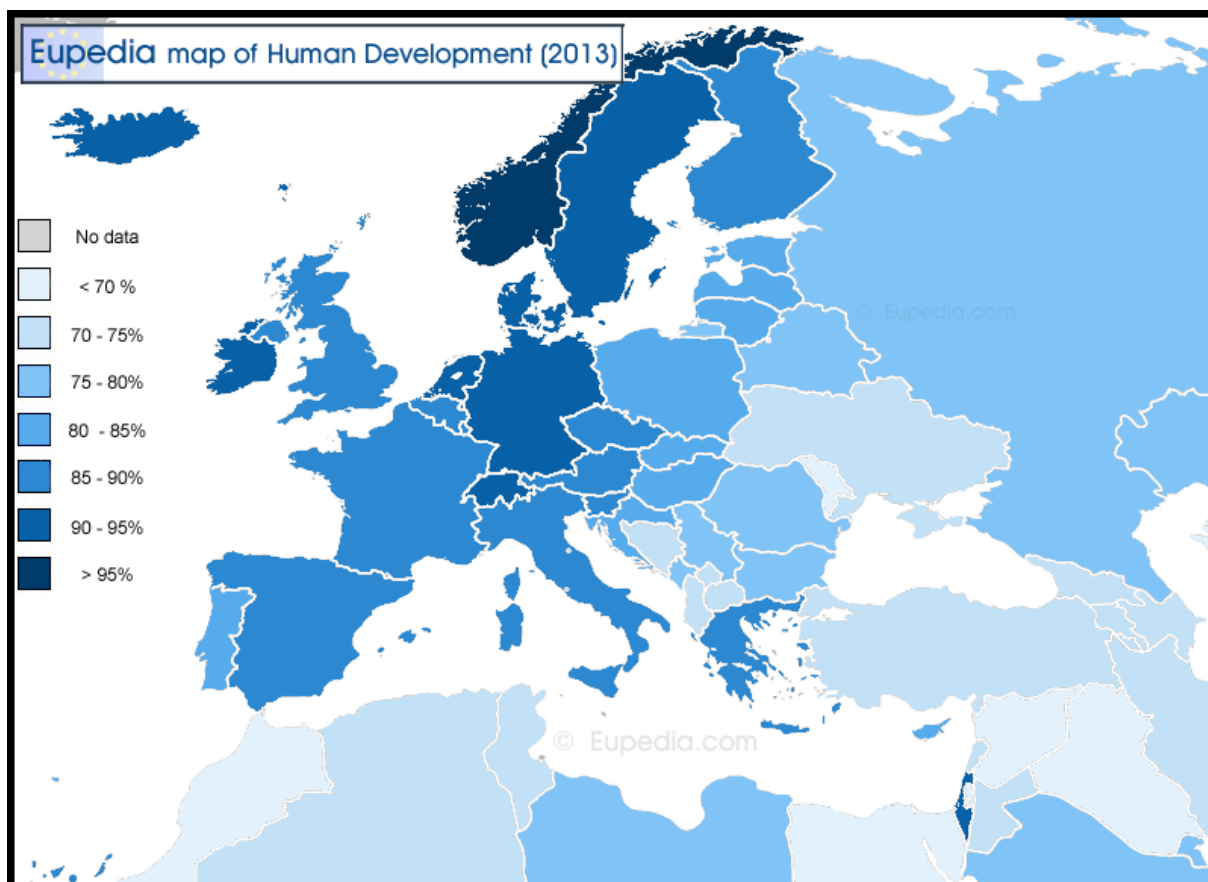 Eupedia map of Human Development (2013)
No data
< 70 %
70 - 75%
75 - 80%
80 - 85%
85 - 90%
90 - 95%
> 95%
© Eupedia.com
© Eupedia.com